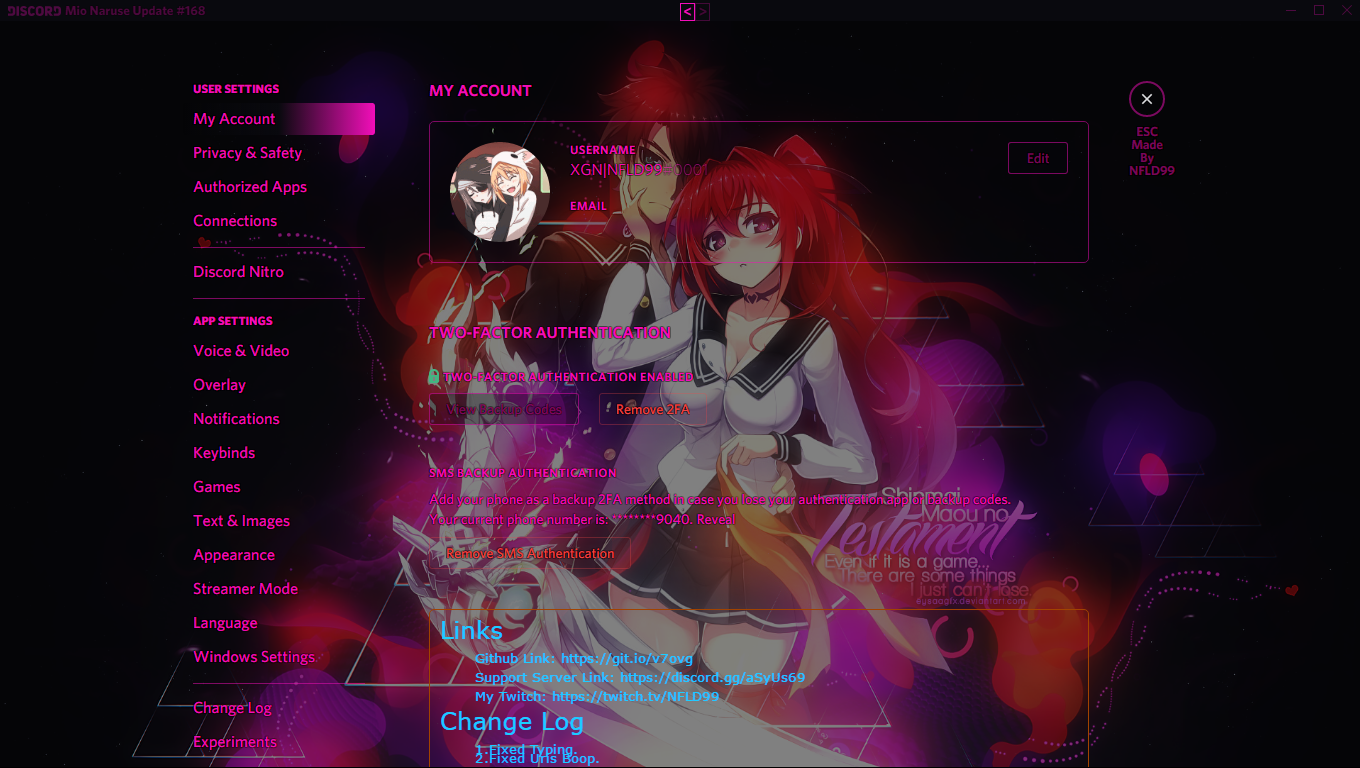 DISCORD Mio Naruse Update #168
< >
USER SETTINGS
My Account
Privacy & Safety
Authorized Apps
Connections
Discord Nitro
APP SETTINGS
Voice & Video
Overlay
Notifications
Keybinds
Games
Text & Images
Appearance
Streamer Mode
Language
Windows Settings
Change Log
Experiments
MY ACCOUNT
USERNAME
XGN|NFLD99#0001
EMAIL
Edit
ESC
Made
By
NFLD99
TWO-FACTOR AUTHENTICATION
TWO-FACTOR AUTHENTICATION ENABLED
View Backup Codes
Remove 2FA
SMS BACKUP AUTHENTICATION
Add your phone as a backup 2FA method in case you lose your authentication app or backup codes.
Your current phone number is: ********9040. Reveal
Remove SMS Authentication
Shinmai
Maou no
Testament
Even if it is a game...
There are some things
I just can't lose
Links
Github Link: https://git.io/v7ovg
Support Server Link: https://discord.gg/aSyUs69
My Twitch: https://twitch.tv/NFLD99
Change Log
1.Fixed Typing.
2.Fixed Urls Boop.